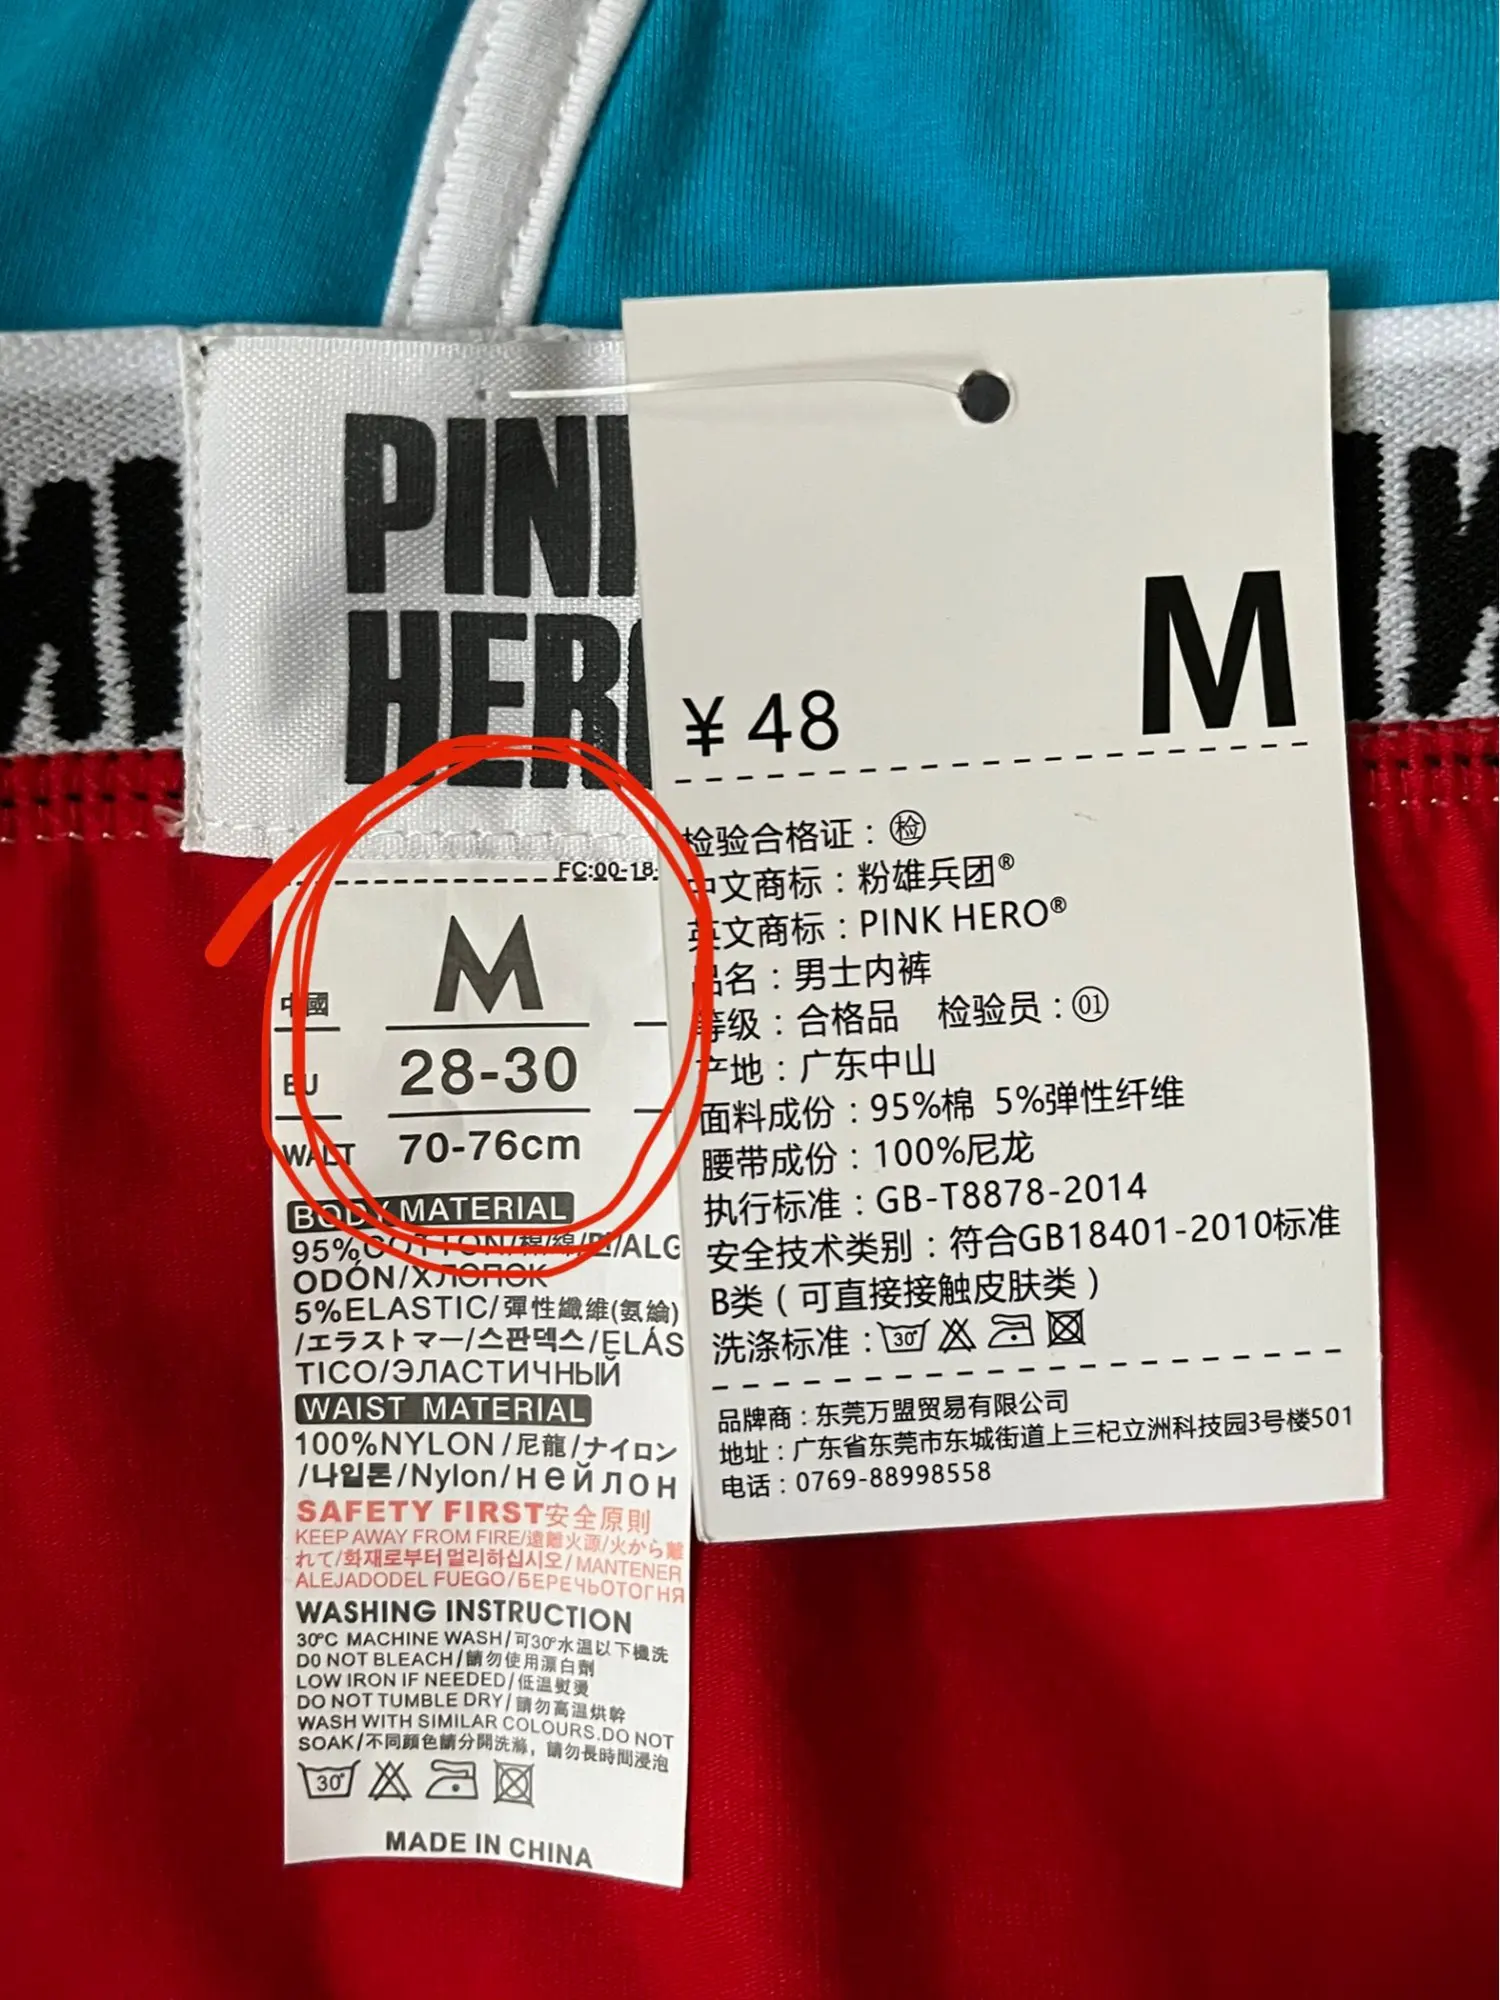 PIN
HER
FC:00-18-
中國 M
EU 28-30
WALT 70-76cm
BODY MATERIAL
95%COTTON/棉/綿/면/ALG
ODÓN/ХЛОПОК
5%ELASTIC/彈性纖維(氨綸)
/エラストマー/스판덱스/ELÁS
TICO/ЭЛАСТИЧНЫЙ
WAIST MATERIAL
100%NYLON/尼龍/ナイロン
/나일론/Nylon/нейлон
SAFETY FIRST安全原則
KEEP AWAY FROM FIRE/遠離火源/火から離
れて/화재로부터 멀리하십시오/MANTENER
ALEJADODEL FUEGO/БЕРЕЧЬОТОГНЯ
WASHING INSTRUCTION
30°C MACHINE WASH/可30°水温以下機洗
DO NOT BLEACH/請勿使用漂白劑
LOW IRON IF NEEDED/低温熨燙
DO NOT TUMBLE DRY/請勿高温烘幹
WASH WITH SIMILAR COLOURS.DO NOT
SOAK/不同顔色請分開洗滌，請勿長時間浸泡
30°
MADE IN CHINA
M
¥48
检验合格证：检
中文商标：粉雄兵团®
英文商标：PINK HERO®
品名：男士内裤
等级：合格品 检验员：01
产地：广东中山
面料成份：95%棉 5%弹性纤维
腰带成份：100%尼龙
执行标准：GB-T8878-2014
安全技术类别：符合GB18401-2010标准
B类（可直接接触皮肤类）
洗涤标准：30°
品牌商：东莞万盟贸易有限公司
地址：广东省东莞市东城街道上三杞立洲科技园3号楼501
电话：0769-88998558